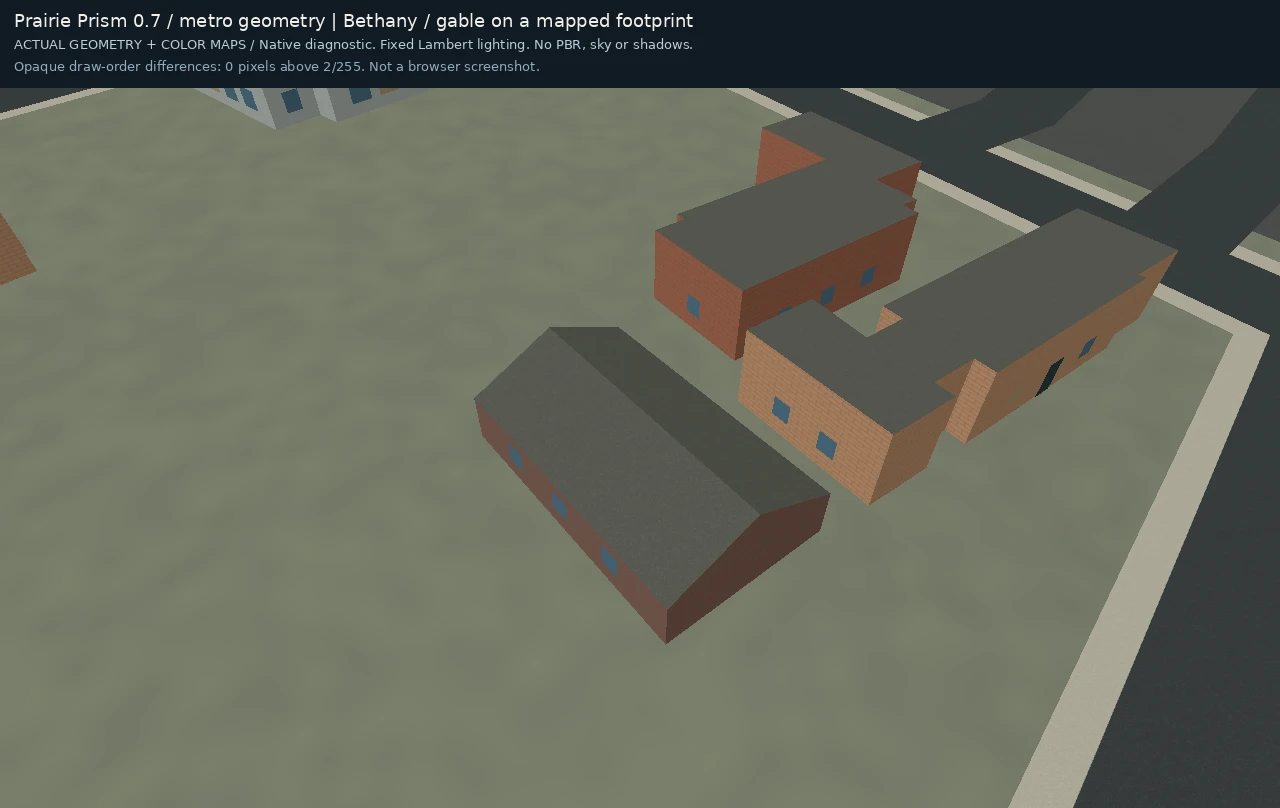 Prairie Prism 0.7 / metro geometry | Bethany / gable on a mapped footprint
ACTUAL GEOMETRY + COLOR MAPS / Native diagnostic. Fixed Lambert lighting. No PBR, sky or shadows.
Opaque draw-order differences: 0 pixels above 2/255. Not a browser screenshot.